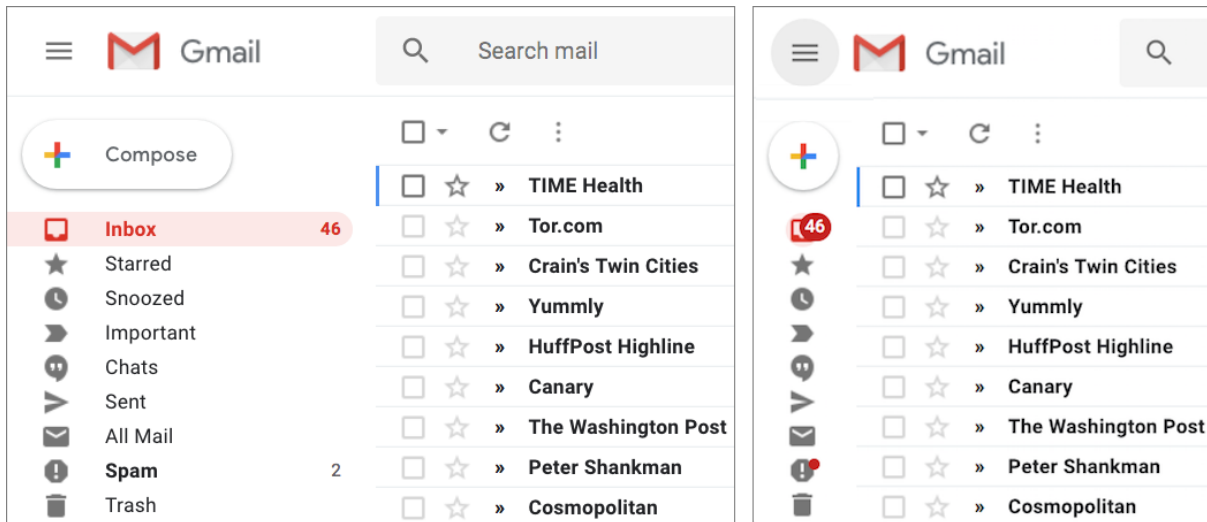 Gmail
Search mail
Compose
Inbox 46
Starred
Snoozed
Important
Chats
Sent
All Mail
Spam 2
Trash
» TIME Health
» Tor.com
» Crain's Twin Cities
» Yummly
» HuffPost Highline
» Canary
» The Washington Post
» Peter Shankman
» Cosmopolitan
Gmail
46
» TIME Health
» Tor.com
» Crain's Twin Cities
» Yummly
» HuffPost Highline
» Canary
» The Washington Post
» Peter Shankman
» Cosmopolitan